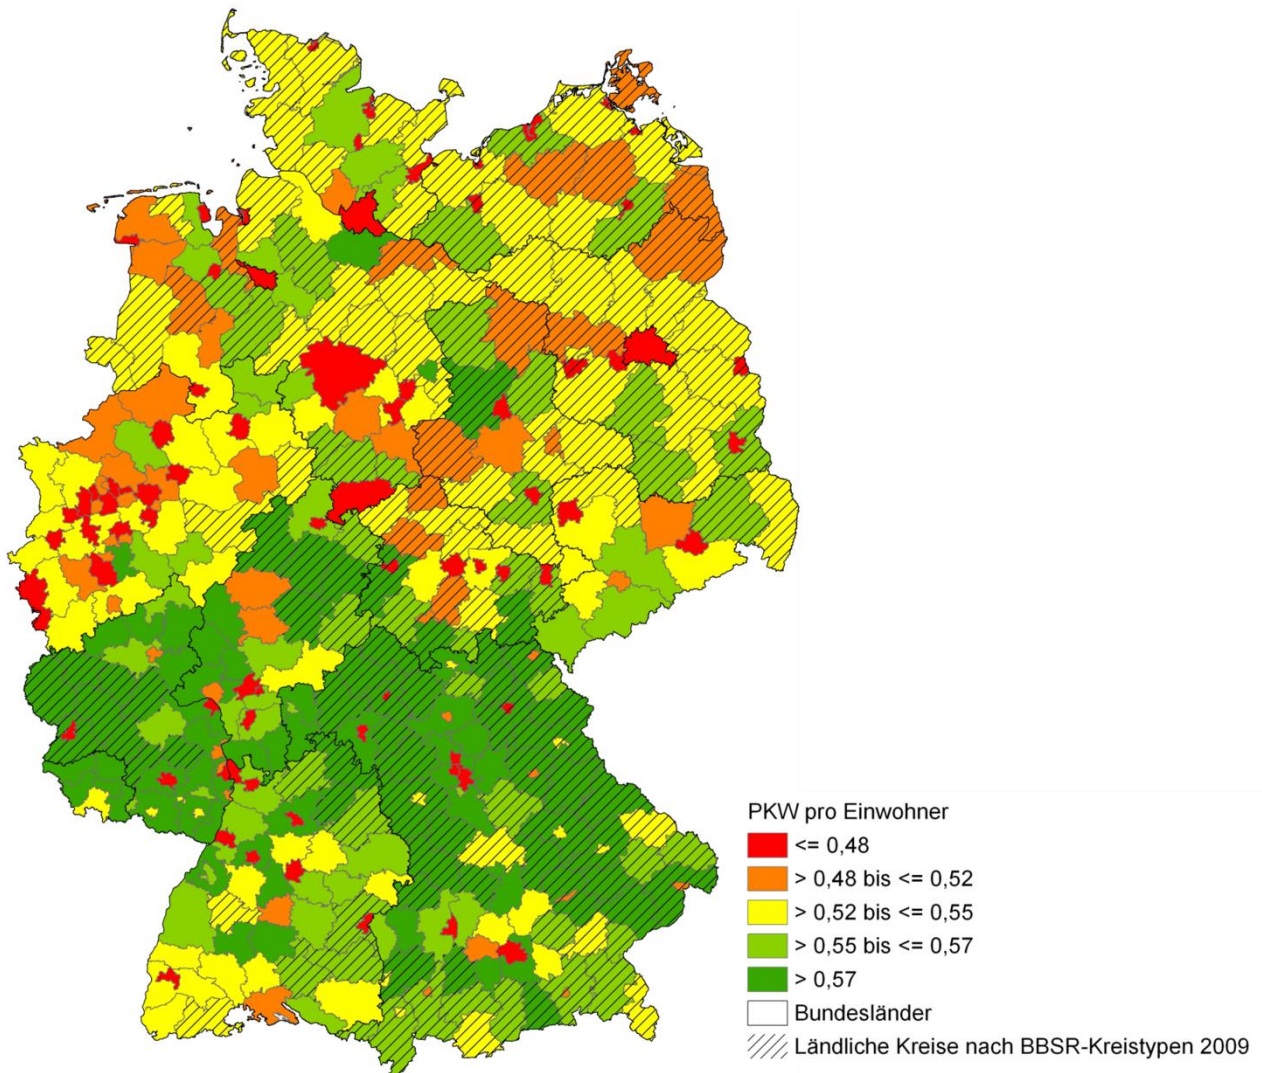 PKW pro Einwohner
<= 0,48
> 0,48 bis <= 0,52
> 0,52 bis <= 0,55
> 0,55 bis <= 0,57
> 0,57
Bundesländer
Ländliche Kreise nach BBSR-Kreistypen 2009